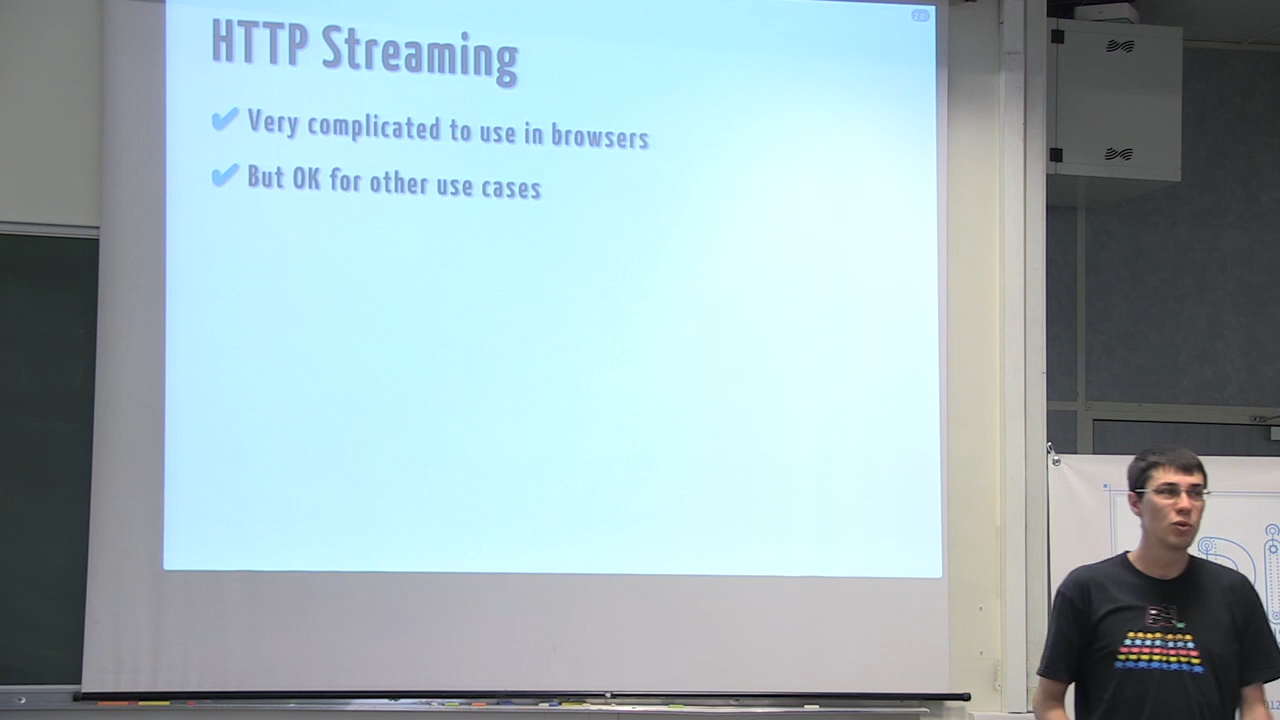 HTTP Streaming
✔ Very complicated to use in browsers
✔ But OK for other use cases